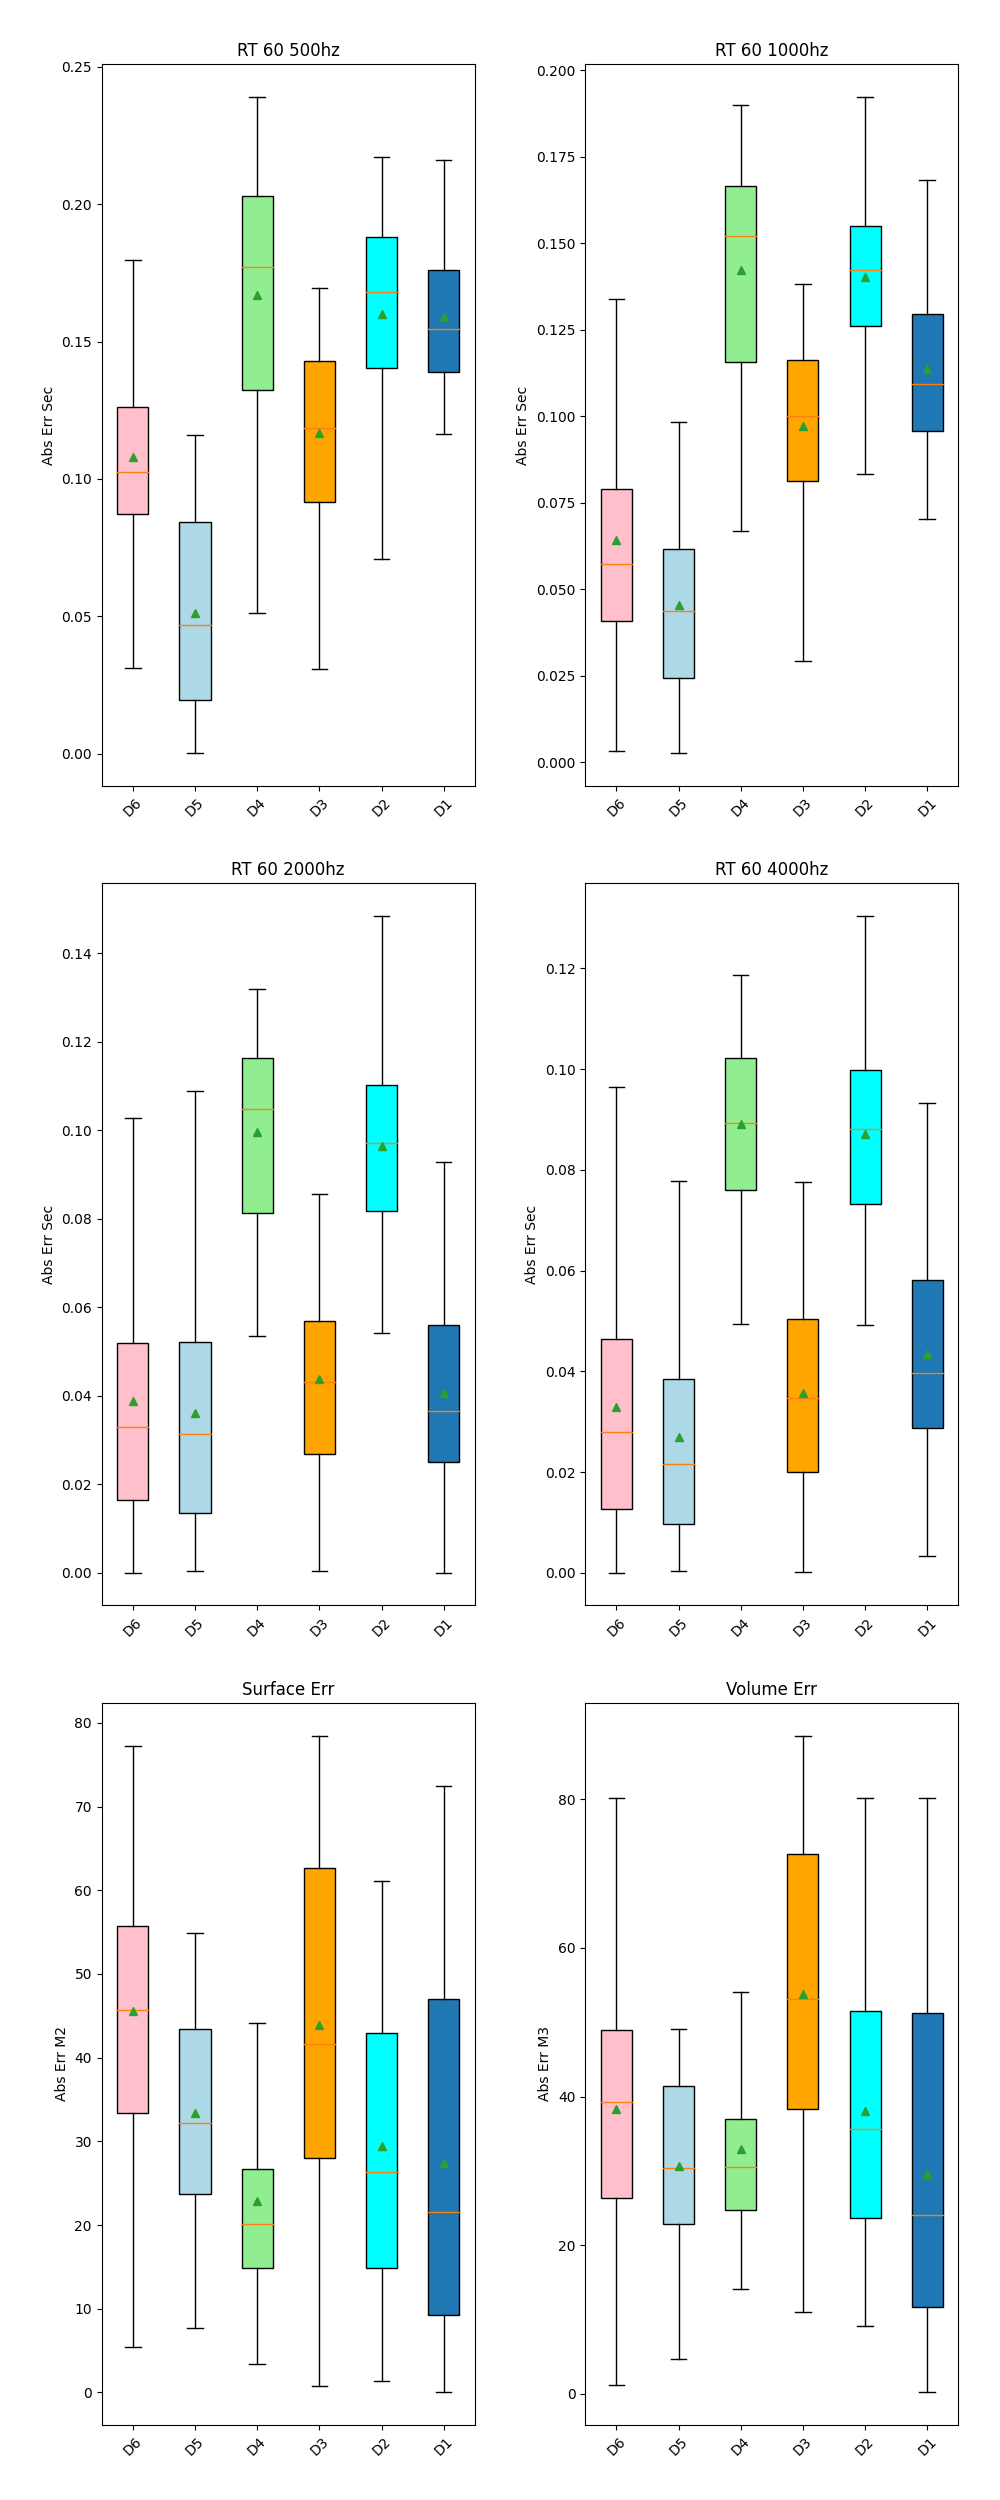 RT 60 500hz
Abs Err Sec
0.25
0.20
0.15
0.10
0.05
0.00
D6 D5 D4 D3 D2 D1
RT 60 1000hz
Abs Err Sec
0.200
0.175
0.150
0.125
0.100
0.075
0.050
0.025
0.000
D6 D5 D4 D3 D2 D1
RT 60 2000hz
Abs Err Sec
0.14
0.12
0.10
0.08
0.06
0.04
0.02
0.00
D6 D5 D4 D3 D2 D1
RT 60 4000hz
Abs Err Sec
0.12
0.10
0.08
0.06
0.04
0.02
0.00
D6 D5 D4 D3 D2 D1
Surface Err
Abs Err M2
80
70
60
50
40
30
20
10
0
D6 D5 D4 D3 D2 D1
Volume Err
Abs Err M3
80
60
40
20
0
D6 D5 D4 D3 D2 D1